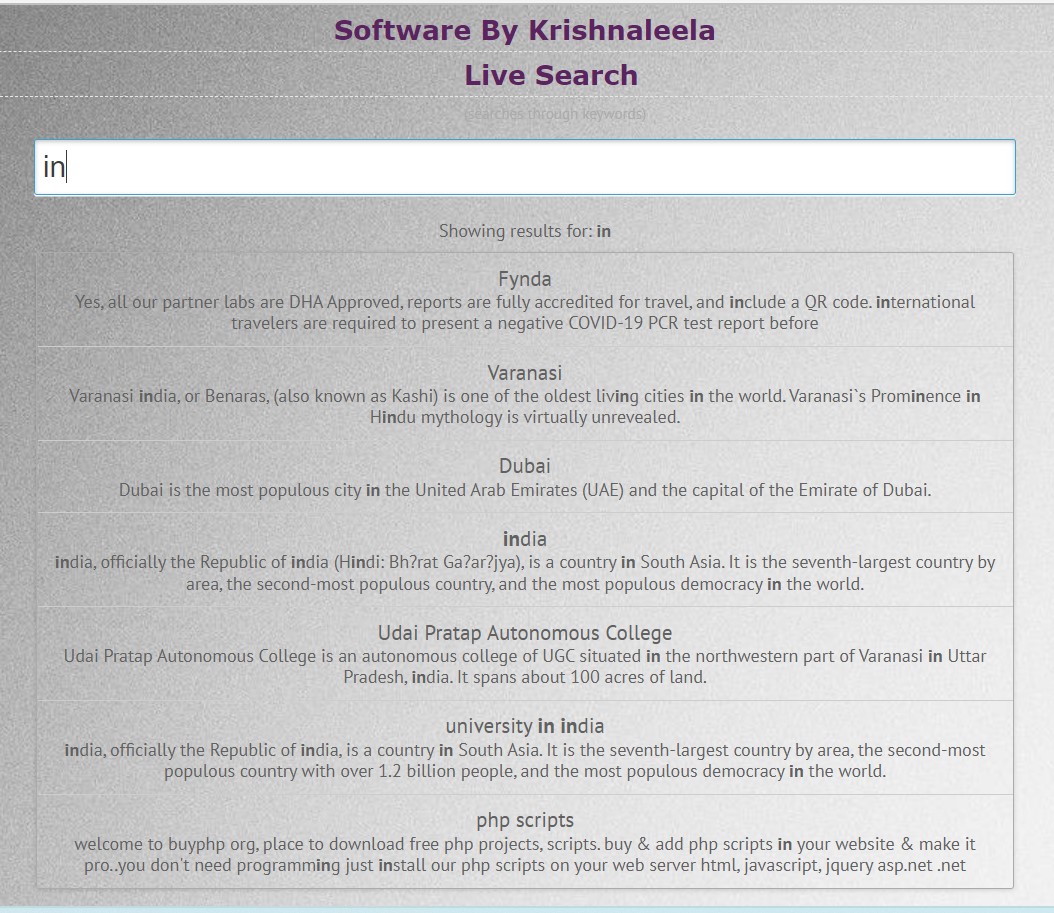 Software By Krishnaleela
Live Search
(searches through keywords)
in
Showing results for: in
Fynda
Yes, all our partner labs are DHA Approved, reports are fully accredited for travel, and include a QR code. international
travelers are required to present a negative COVID-19 PCR test report before
Varanasi
Varanasi india, or Benaras, (also known as Kashi) is one of the oldest living cities in the world. Varanasi`s Prominence in
Hindu mythology is virtually unrevealed.
Dubai
Dubai is the most populous city in the United Arab Emirates (UAE) and the capital of the Emirate of Dubai.
india
india, officially the Republic of india (Hindi: Bh?rat Ga?ar?jya), is a country in South Asia. It is the seventh-largest country by
area, the second-most populous country, and the most populous democracy in the world.
Udai Pratap Autonomous College
Udai Pratap Autonomous College is an autonomous college of UGC situated in the northwestern part of Varanasi in Uttar
Pradesh, india. It spans about 100 acres of land.
university in india
india, officially the Republic of india, is a country in South Asia. It is the seventh-largest country by area, the second-most
populous country with over 1.2 billion people, and the most populous democracy in the world.
php scripts
welcome to buyphp org, place to download free php projects, scripts. buy & add php scripts in your website & make it
pro..you don't need programming just install our php scripts on your web server html, javascript, jquery asp.net .net